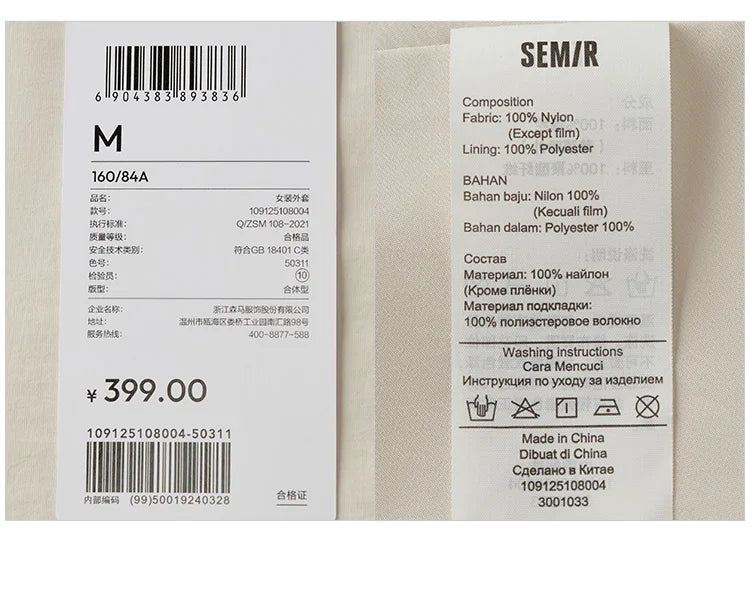 6 904383 893836
M
160/84A
品名: 女装外套
款号: 109125108004
执行标准: Q/ZSM 108-2021
质量等级: 合格品
安全技术类别: 符合GB 18401 C类
色号: 50311
检验员: 10
版型: 合体型
企业名称: 浙江森马服饰股份有限公司
地址: 温州市瓯海区娄桥工业园南汇路98号
服务热线: 400-8877-588
¥ 399.00
109125108004-50311
内部编码 (99)50019240328
合格证
SEMIR
Composition
Fabric: 100% Nylon
(Except film)
Lining: 100% Polyester
BAHAN
Bahan baju: Nilon 100%
(Kecuali film)
Bahan dalam: Polyester 100%
Состав
Материал: 100% найлон
(Кроме плёнки)
Материал подкладки:
100% полиэстеровое волокно
Washing instructions
Cara Mencuci
Инструкция по уходу за изделием
Made in China
Dibuat di China
Сделано в Китае
109125108004
3001033